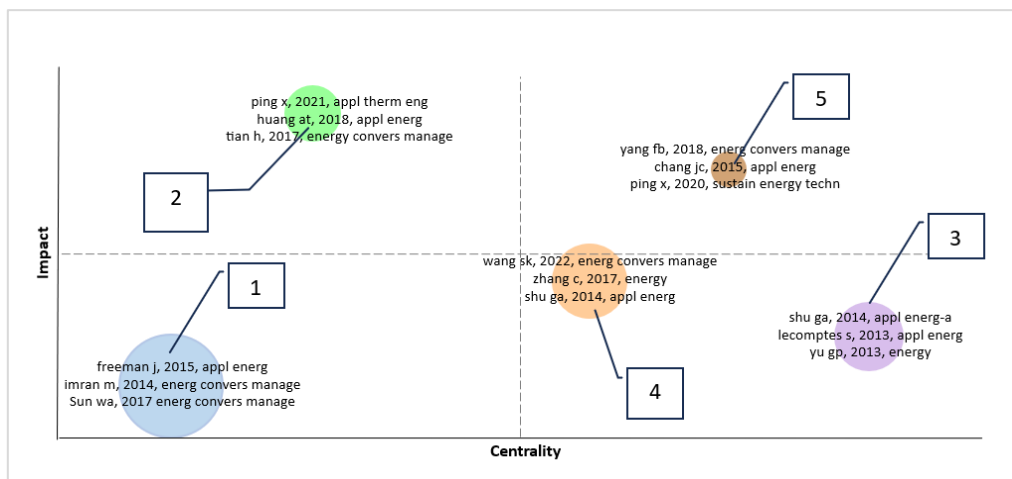 ping x, 2021, appl therm eng
huang at, 2018, appl energ
tian h, 2017, energy convers manage
2
5
yang fb, 2018, energ convers manage
chang jc, 2015, appl energ
ping x, 2020, sustain energy techn
Impact
1
freeman j, 2015, appl energ
imran m, 2014, energ convers manage
Sun wa, 2017 energ convers manage
wang sk, 2022, energ convers manage
zhang c, 2017, energy
shu ga, 2014, appl energ
4
3
shu ga, 2014, appl energ-a
lecomptes s, 2013, appl energ
yu gp, 2013, energy
Centrality